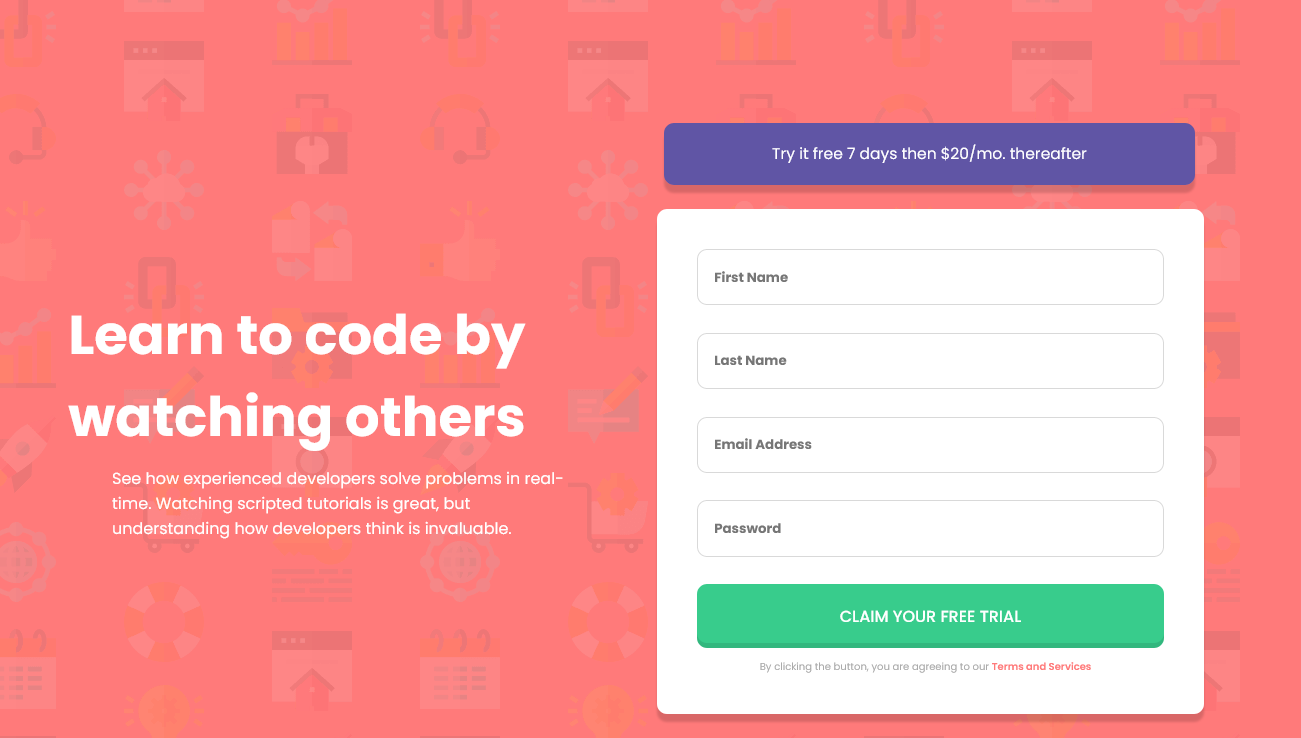 Learn to code by
watching others
See how experienced developers solve problems in real-
time. Watching scripted tutorials is great, but
understanding how developers think is invaluable.
Try it free 7 days then $20/mo. thereafter
First Name
Last Name
Email Address
Password
CLAIM YOUR FREE TRIAL
By clicking the button, you are agreeing to our Terms and Services